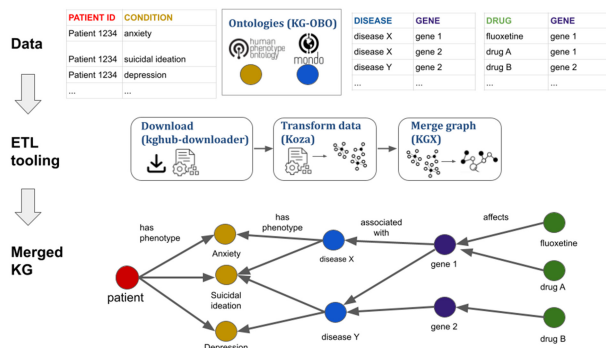 Data
PATIENT ID CONDITION
Patient 1234 anxiety
Patient 1234 suicidal ideation
Patient 1234 depression
... ...
Ontologies (KG-OBO)
human
phenotype
ontology
mondo
DISEASE GENE
disease X gene 1
disease X gene 2
disease Y gene 2
... ...
DRUG GENE
fluoxetine gene 1
drug A gene 1
drug B gene 2
... ...
ETL
tooling
Download
(kghub-downloader)
Transform data
(Koza)
Merge graph
(KGX)
Merged
KG
has
phenotype
has
phenotype
associated
with
affects
Anxiety
disease X
gene 1
fluoxetine
patient
Suicidal
ideation
drug A
disease Y
gene 2
Depression
drug B